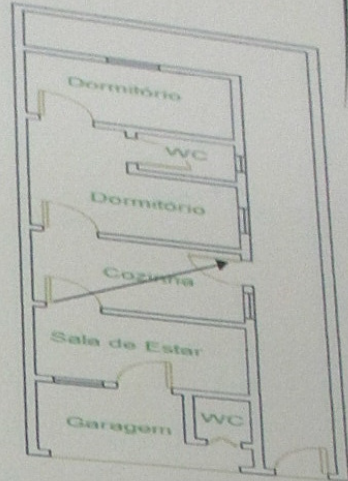 Dormitório
WC
Dormitório
Cozinha
Sala de Estar
Garagem
WC